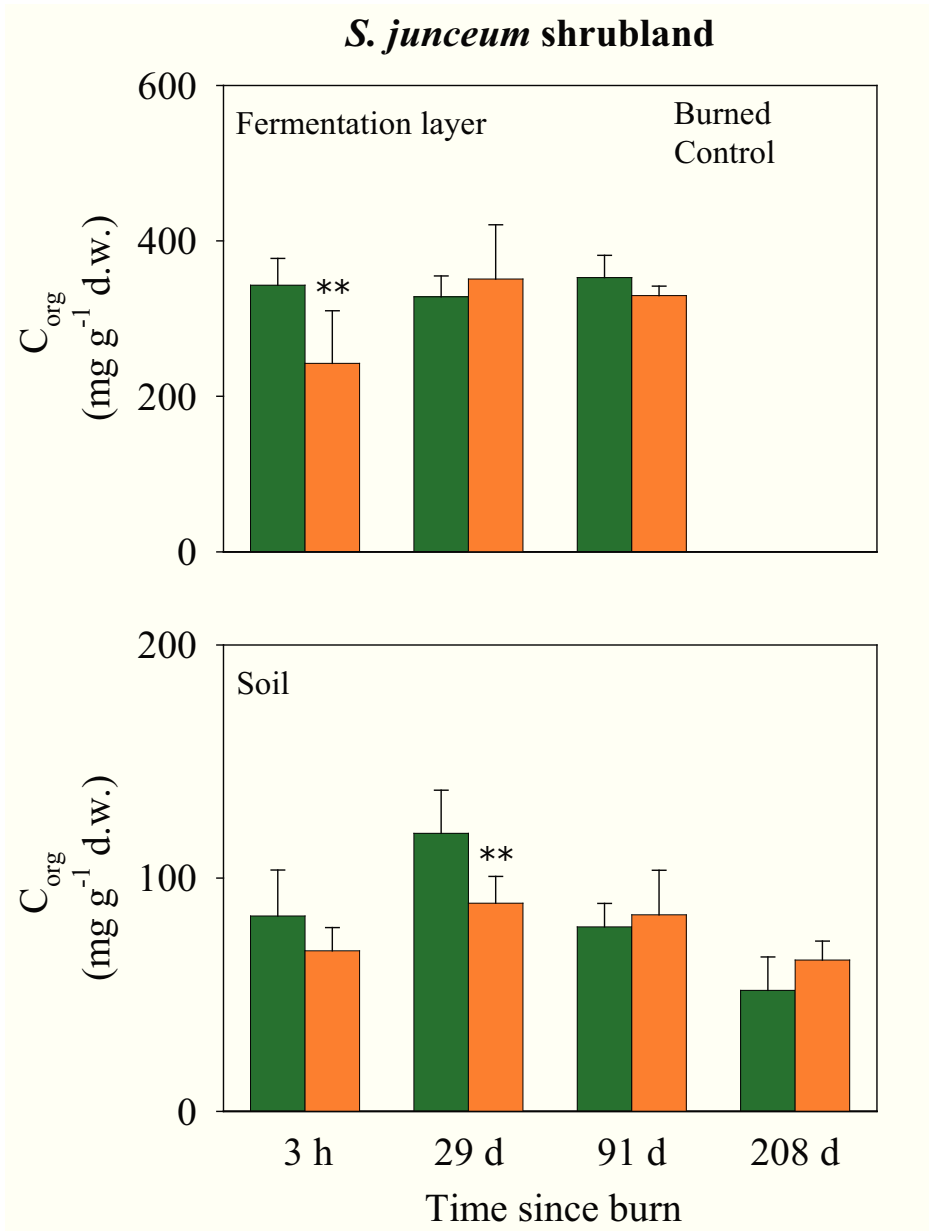 S. junceum shrubland
600
Fermentation layer
Burned
Control
400
200
0
C_org
(mg g^-1 d.w.)
**
200
Soil
100
0
C_org
(mg g^-1 d.w.)
**
3 h 29 d 91 d 208 d
Time since burn